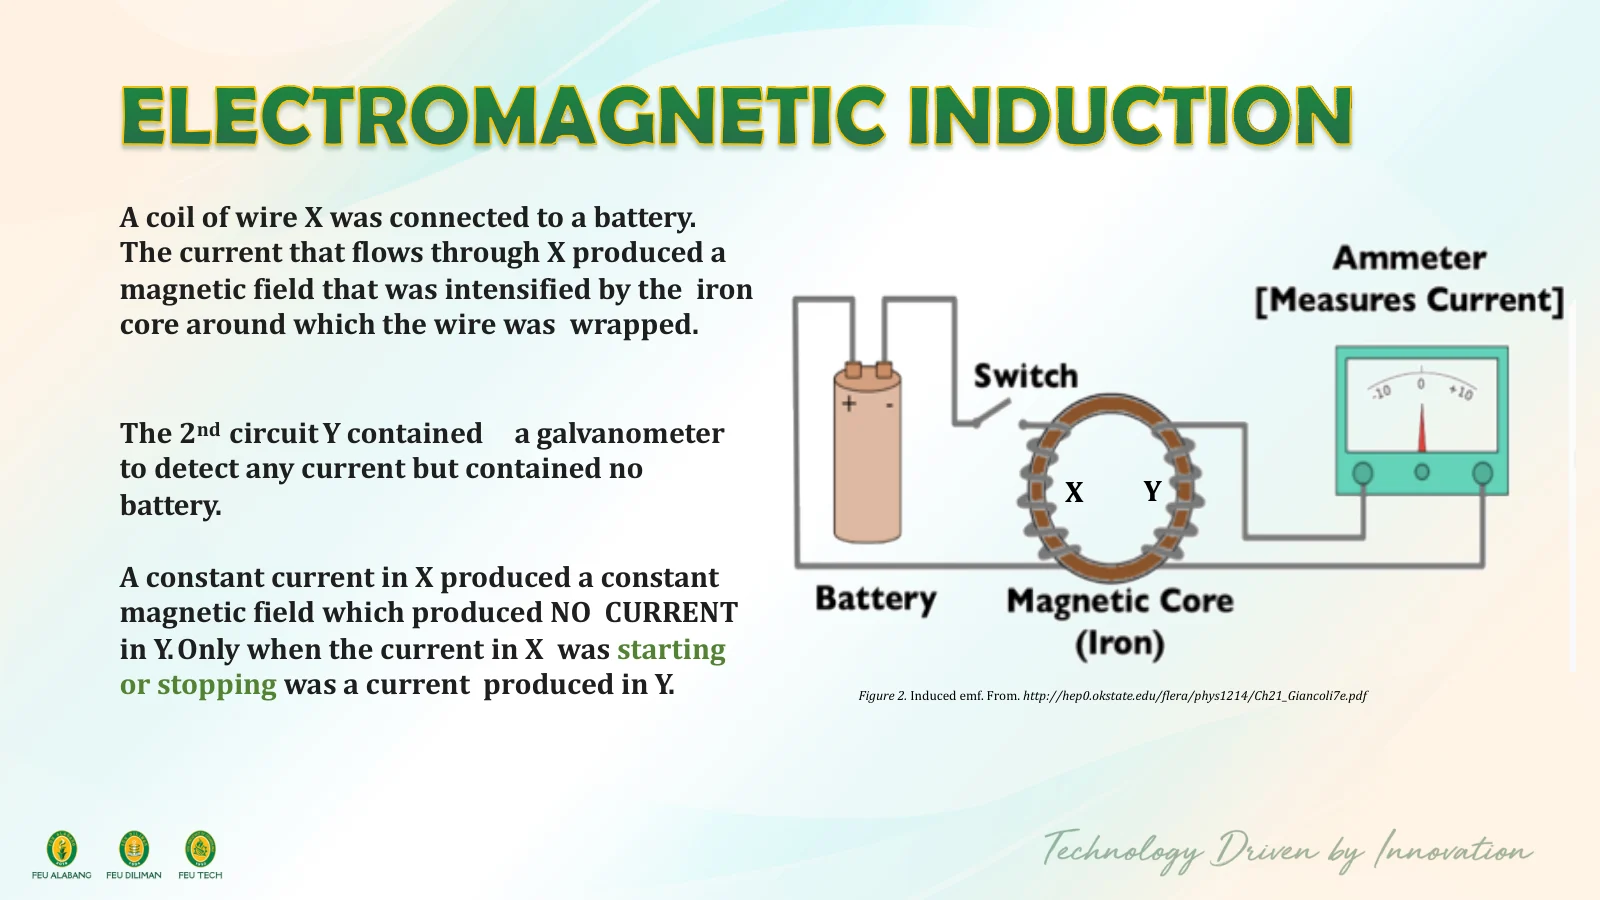 ELECTROMAGNETIC INDUCTION
A coil of wire X was connected to a battery.
The current that flows through X produced a
magnetic field that was intensified by the iron
core around which the wire was wrapped.
The 2nd circuit Y contained a galvanometer
to detect any current but contained no
battery.
A constant current in X produced a constant
magnetic field which produced NO CURRENT
in Y. Only when the current in X was starting
or stopping was a current produced in Y.
Ammeter
[Measures Current]
-10 0 +10
Switch
+ -
X Y
Battery
Magnetic Core
(Iron)
Figure 2. Induced emf. From. http://hep0.okstate.edu/flera/phys1214/Ch21_Giancoli7e.pdf
FEU ALABANG FEU DILIMAN FEU TECH
Technology Driven by Innovation